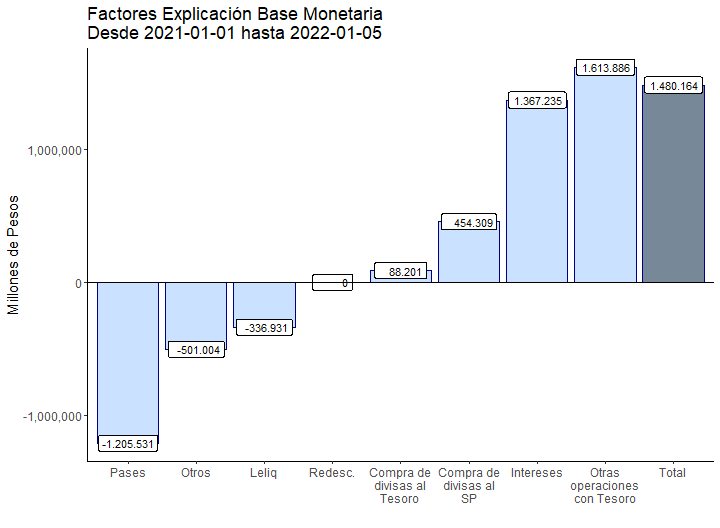 Factores Explicación Base Monetaria
Desde 2021-01-01 hasta 2022-01-05
Millones de Pesos
1,000,000
0
-1,000,000
-1.205.531
-501.004
-336.931
0
88.201
454.309
1.367.235
1.613.886
1.480.164
Pases
Otros
Leliq
Redesc.
Compra de
divisas al
Tesoro
Compra de
divisas al
SP
Intereses
Otras
operaciones
con Tesoro
Total